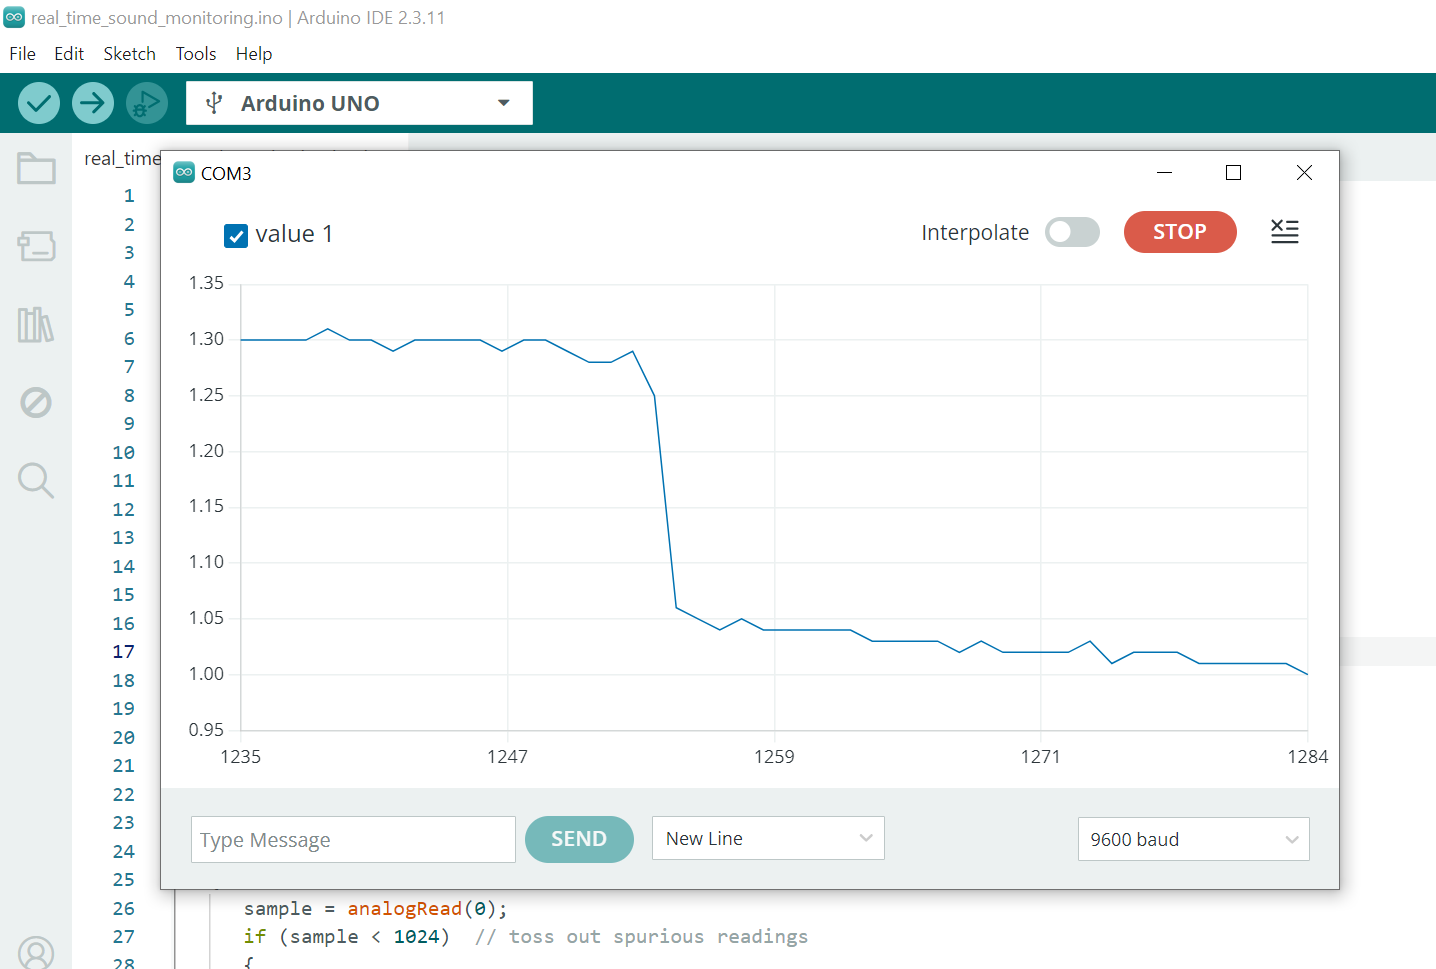 real_time_sound_monitoring.ino | Arduino IDE 2.3.11
File Edit Sketch Tools Help
Arduino UNO
real_time
COM3
value 1
Interpolate
STOP
1.35
1.30
1.25
1.20
1.15
1.10
1.05
1.00
0.95
1235 1247 1259 1271 1284
Type Message
SEND
New Line
9600 baud
1
2
3
4
5
6
7
8
9
10
11
12
13
14
15
16
17
18
19
20
21
22
23
24
25
26 sample = analogRead(0);
27 if (sample < 1024) // toss out spurious readings
28 {